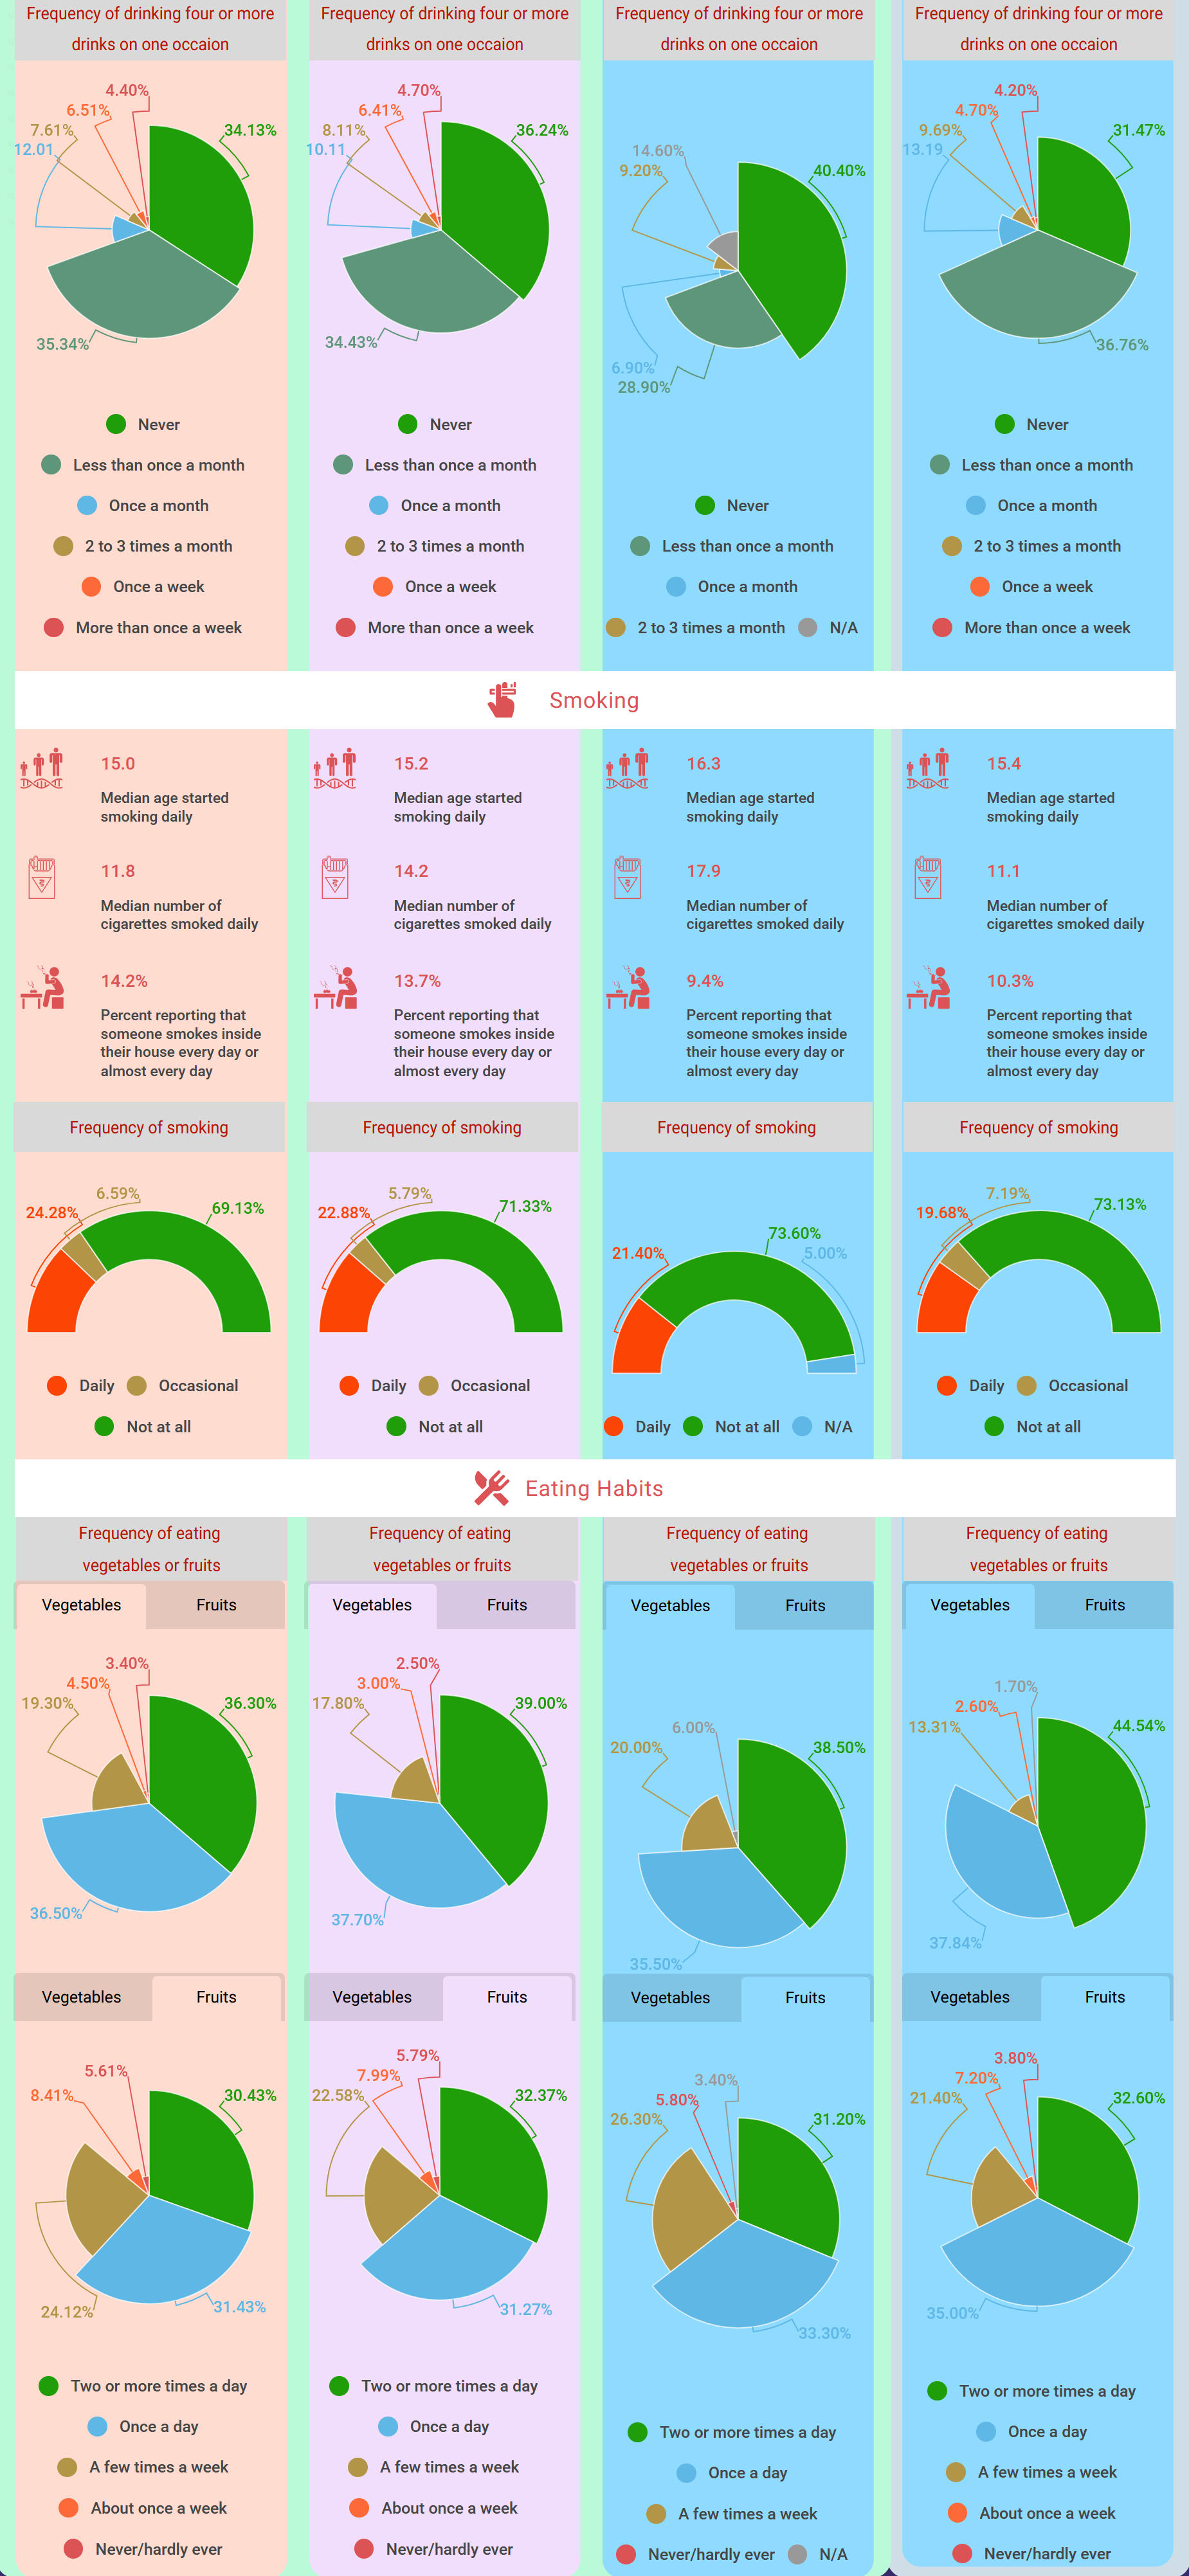 Frequency of drinking four or more
drinks on one occaion
Frequency of drinking four or more
drinks on one occaion
Frequency of drinking four or more
drinks on one occaion
Frequency of drinking four or more
drinks on one occaion
4.40%
6.51%
7.61%
12.01
34.13%
35.34%
Never
Less than once a month
Once a month
2 to 3 times a month
Once a week
More than once a week
4.70%
6.41%
8.11%
10.11
36.24%
34.43%
Never
Less than once a month
Once a month
2 to 3 times a month
Once a week
More than once a week
14.60%
9.20%
40.40%
6.90%
28.90%
Never
Less than once a month
Once a month
2 to 3 times a month N/A
4.20%
4.70%
9.69%
13.19
31.47%
36.76%
Never
Less than once a month
Once a month
2 to 3 times a month
Once a week
More than once a week
Smoking
15.0
Median age started
smoking daily
11.8
Median number of
cigarettes smoked daily
14.2%
Percent reporting that
someone smokes inside
their house every day or
almost every day
15.2
Median age started
smoking daily
14.2
Median number of
cigarettes smoked daily
13.7%
Percent reporting that
someone smokes inside
their house every day or
almost every day
16.3
Median age started
smoking daily
17.9
Median number of
cigarettes smoked daily
9.4%
Percent reporting that
someone smokes inside
their house every day or
almost every day
15.4
Median age started
smoking daily
11.1
Median number of
cigarettes smoked daily
10.3%
Percent reporting that
someone smokes inside
their house every day or
almost every day
Frequency of smoking
6.59%
24.28%
69.13%
Daily Occasional
Not at all
Frequency of smoking
5.79%
22.88%
71.33%
Daily Occasional
Not at all
Frequency of smoking
73.60%
21.40%
5.00%
Daily Not at all N/A
Frequency of smoking
7.19%
19.68%
73.13%
Daily Occasional
Not at all
Eating Habits
Frequency of eating
vegetables or fruits
Vegetables Fruits
3.40%
4.50%
19.30%
36.30%
36.50%
Frequency of eating
vegetables or fruits
Vegetables Fruits
2.50%
3.00%
17.80%
39.00%
37.70%
Frequency of eating
vegetables or fruits
Vegetables Fruits
6.00%
20.00%
38.50%
35.50%
Frequency of eating
vegetables or fruits
Vegetables Fruits
1.70%
2.60%
13.31%
44.54%
37.84%
Vegetables Fruits
5.61%
8.41%
30.43%
24.12%
31.43%
Two or more times a day
Once a day
A few times a week
About once a week
Never/hardly ever
Vegetables Fruits
5.79%
7.99%
22.58%
32.37%
31.27%
Two or more times a day
Once a day
A few times a week
About once a week
Never/hardly ever
Vegetables Fruits
3.40%
5.80%
26.30%
31.20%
33.30%
Two or more times a day
Once a day
A few times a week
Never/hardly ever N/A
Vegetables Fruits
3.80%
7.20%
21.40%
32.60%
35.00%
Two or more times a day
Once a day
A few times a week
About once a week
Never/hardly ever